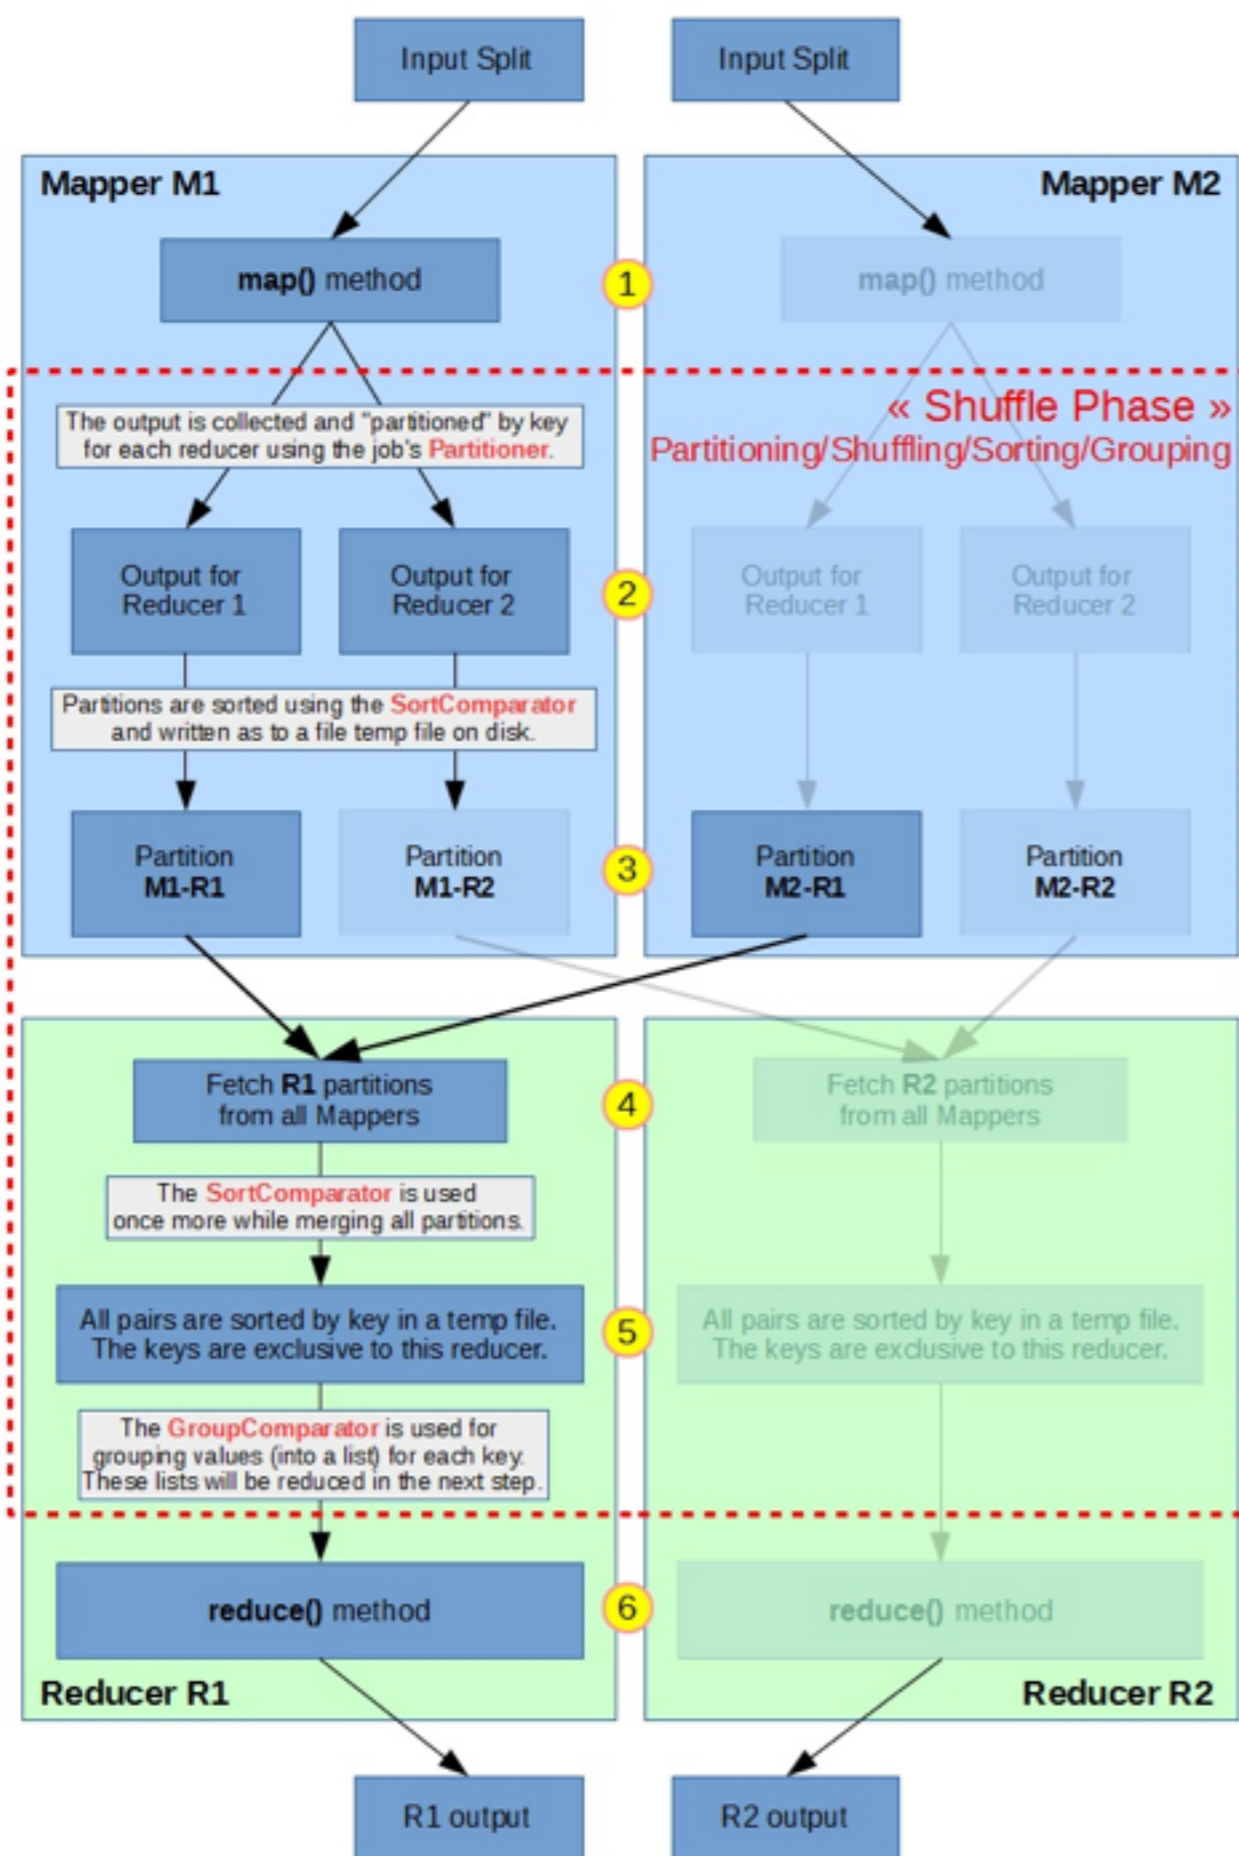 Input Split
Input Split
Mapper M1
Mapper M2
map() method
1
map() method
« Shuffle Phase »
Partitioning/Shuffling/Sorting/Grouping
The output is collected and "partitioned" by key
for each reducer using the job's Partitioner.
Output for
Reducer 1
Output for
Reducer 2
2
Output for
Reducer 1
Output for
Reducer 2
Partitions are sorted using the SortComparator
and written as to a file temp file on disk.
Partition
M1-R1
Partition
M1-R2
3
Partition
M2-R1
Partition
M2-R2
Fetch R1 partitions
from all Mappers
4
Fetch R2 partitions
from all Mappers
The SortComparator is used
once more while merging all partitions.
All pairs are sorted by key in a temp file.
The keys are exclusive to this reducer.
5
All pairs are sorted by key in a temp file.
The keys are exclusive to this reducer.
The GroupComparator is used for
grouping values (into a list) for each key.
These lists will be reduced in the next step.
reduce() method
6
reduce() method
Reducer R1
Reducer R2
R1 output
R2 output